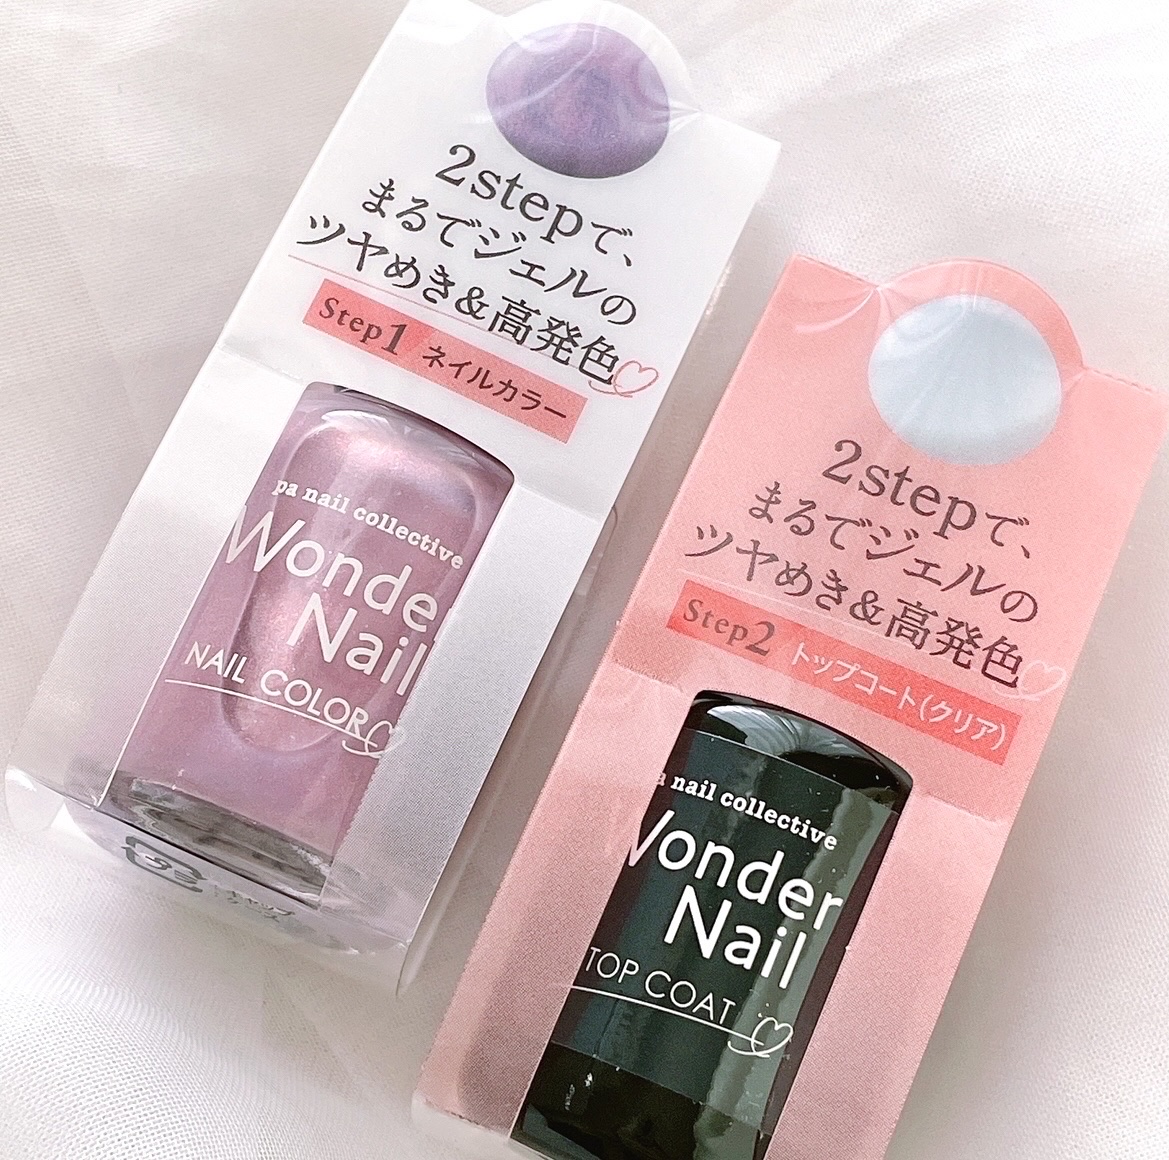 2stepで、
まるでジェルの
ツヤめき&高発色
Step1 ネイルカラー
pa nail collective
Wonder
Nail
NAIL COLOR
2stepで、
まるでジェルの
ツヤめき&高発色
Step2 トップコート(クリア)
pa nail collective
Wonder
Nail
TOP COAT